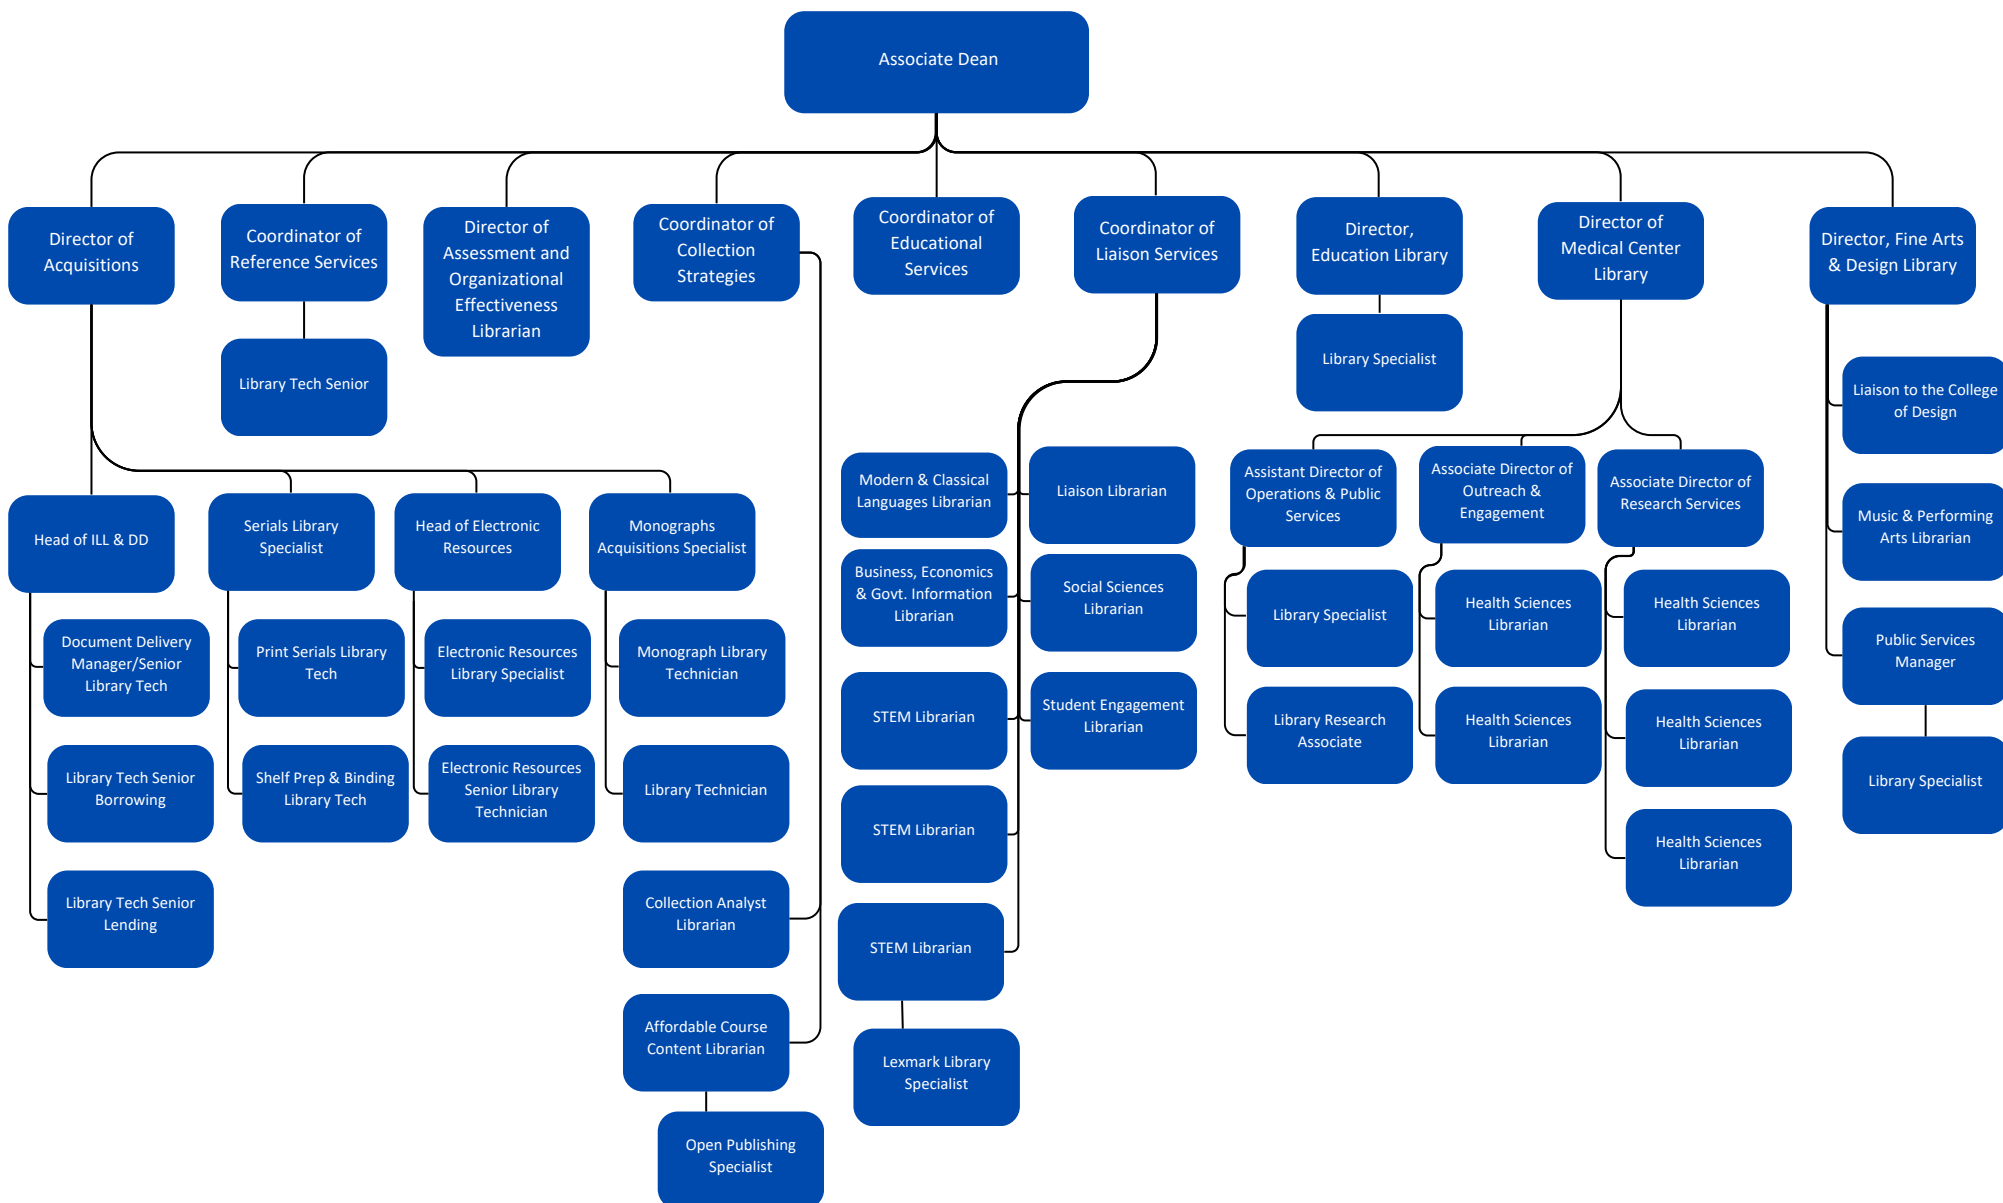 Associate Dean
Director of
Acquisitions
Coordinator of
Reference Services
Director of
Assessment and
Organizational
Effectiveness
Librarian
Coordinator of
Collection
Strategies
Coordinator of
Educational
Services
Coordinator of
Liaison Services
Director,
Education Library
Director of
Medical Center
Library
Director, Fine Arts
& Design Library
Library Tech Senior
Library Specialist
Liaison to the College
of Design
Head of ILL & DD
Serials Library
Specialist
Head of Electronic
Resources
Monographs
Acquisitions Specialist
Modern & Classical
Languages Librarian
Liaison Librarian
Assistant Director of
Operations & Public
Services
Associate Director of
Outreach &
Engagement
Associate Director of
Research Services
Music & Performing
Arts Librarian
Business, Economics
& Govt. Information
Librarian
Social Sciences
Librarian
Library Specialist
Health Sciences
Librarian
Health Sciences
Librarian
Document Delivery
Manager/Senior
Library Tech
Print Serials Library
Tech
Electronic Resources
Library Specialist
Monograph Library
Technician
Public Services
Manager
STEM Librarian
Student Engagement
Librarian
Library Research
Associate
Health Sciences
Librarian
Health Sciences
Librarian
Library Tech Senior
Borrowing
Shelf Prep & Binding
Library Tech
Electronic Resources
Senior Library
Technician
Library Technician
Library Specialist
STEM Librarian
Health Sciences
Librarian
Library Tech Senior
Lending
Collection Analyst
Librarian
STEM Librarian
Affordable Course
Content Librarian
Lexmark Library
Specialist
Open Publishing
Specialist